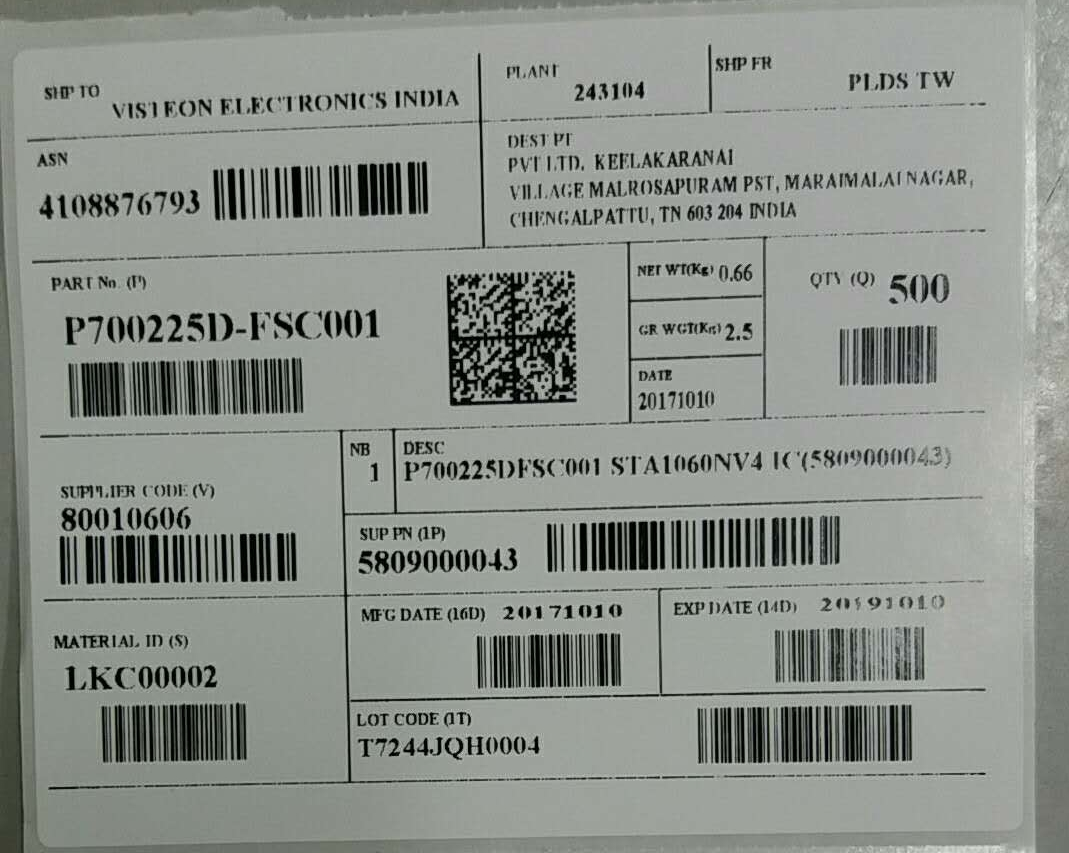 SHP TO VISTEON ELECTRONICS INDIA
PLANT 243104
SHP FR PLDS TW
ASN
4108876793
DEST PT
PVT LTD, KEELAKARANAI
VILLAGE MALROSAPURAM PST, MARAIMALAI NAGAR,
CHENGALPATTU, TN 603 204 INDIA
PART No. (P)
P700225D-FSC001
NET WT(Kg) 0.66
GR WGT(Kg) 2.5
DATE
20171010
QTY (Q) 500
SUPPLIER CODE (V)
80010606
NB
1
DESC
P700225DFSC001 STA1060NV4 IC(5809000043)
SUP PN (1P)
5809000043
MATERIAL ID (S)
LKC00002
MFG DATE (16D) 20171010
EXP DATE (14D) 20191010
LOT CODE (1T)
T7244JQH0004